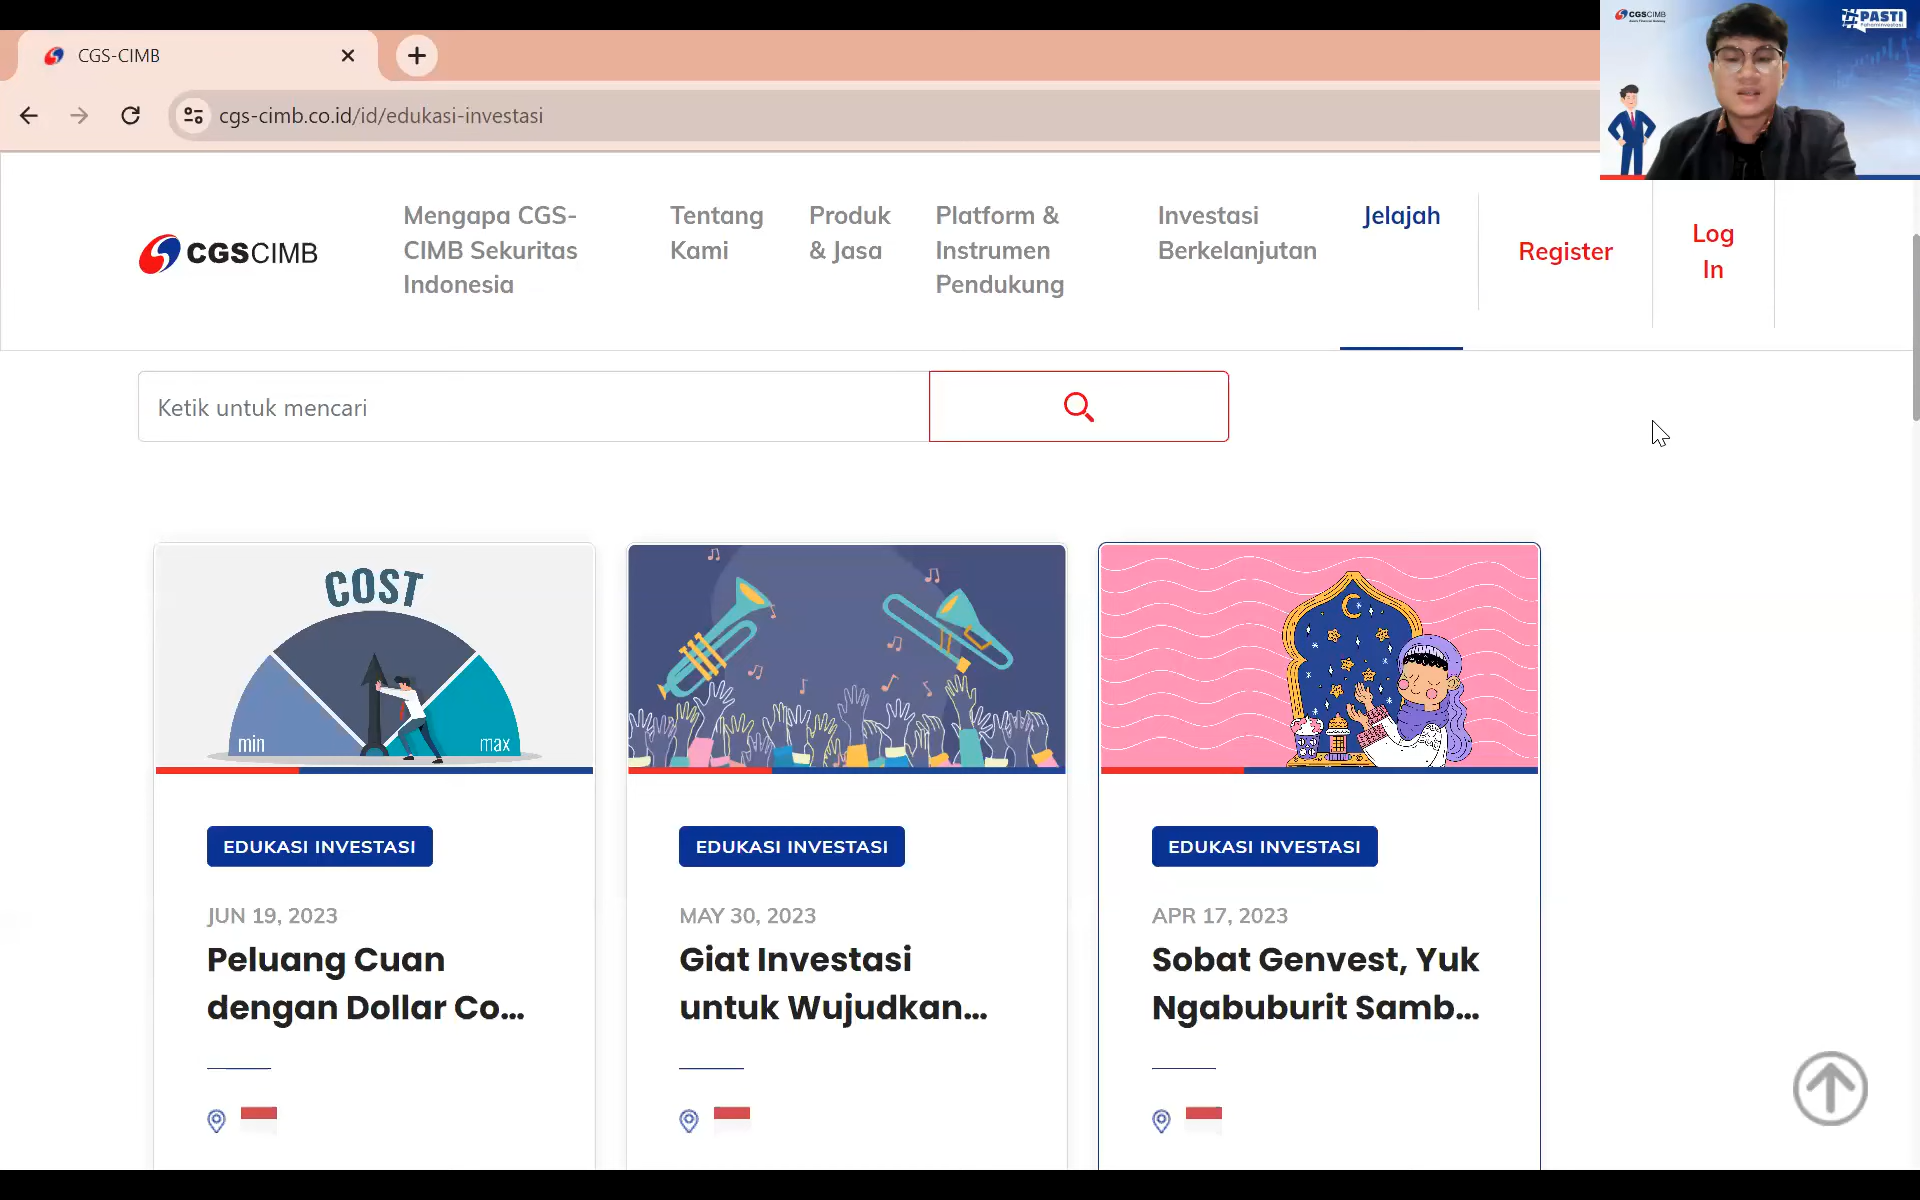 CGS-CIMB
cgs-cimb.co.id/id/edukasi-investasi
CGSCIMB
#PASTI
CGSCIMB
Mengapa CGS-
CIMB Sekuritas
Indonesia
Tentang
Kami
Produk
& Jasa
Platform &
Instrumen
Pendukung
Investasi
Berkelanjutan
Jelajah
Register
Log
In
Ketik untuk mencari
COST
min
max
EDUKASI INVESTASI
JUN 19, 2023
Peluang Cuan
dengan Dollar Co...
EDUKASI INVESTASI
MAY 30, 2023
Giat Investasi
untuk Wujudkan...
EDUKASI INVESTASI
APR 17, 2023
Sobat Genvest, Yuk
Ngabuburit Samb...